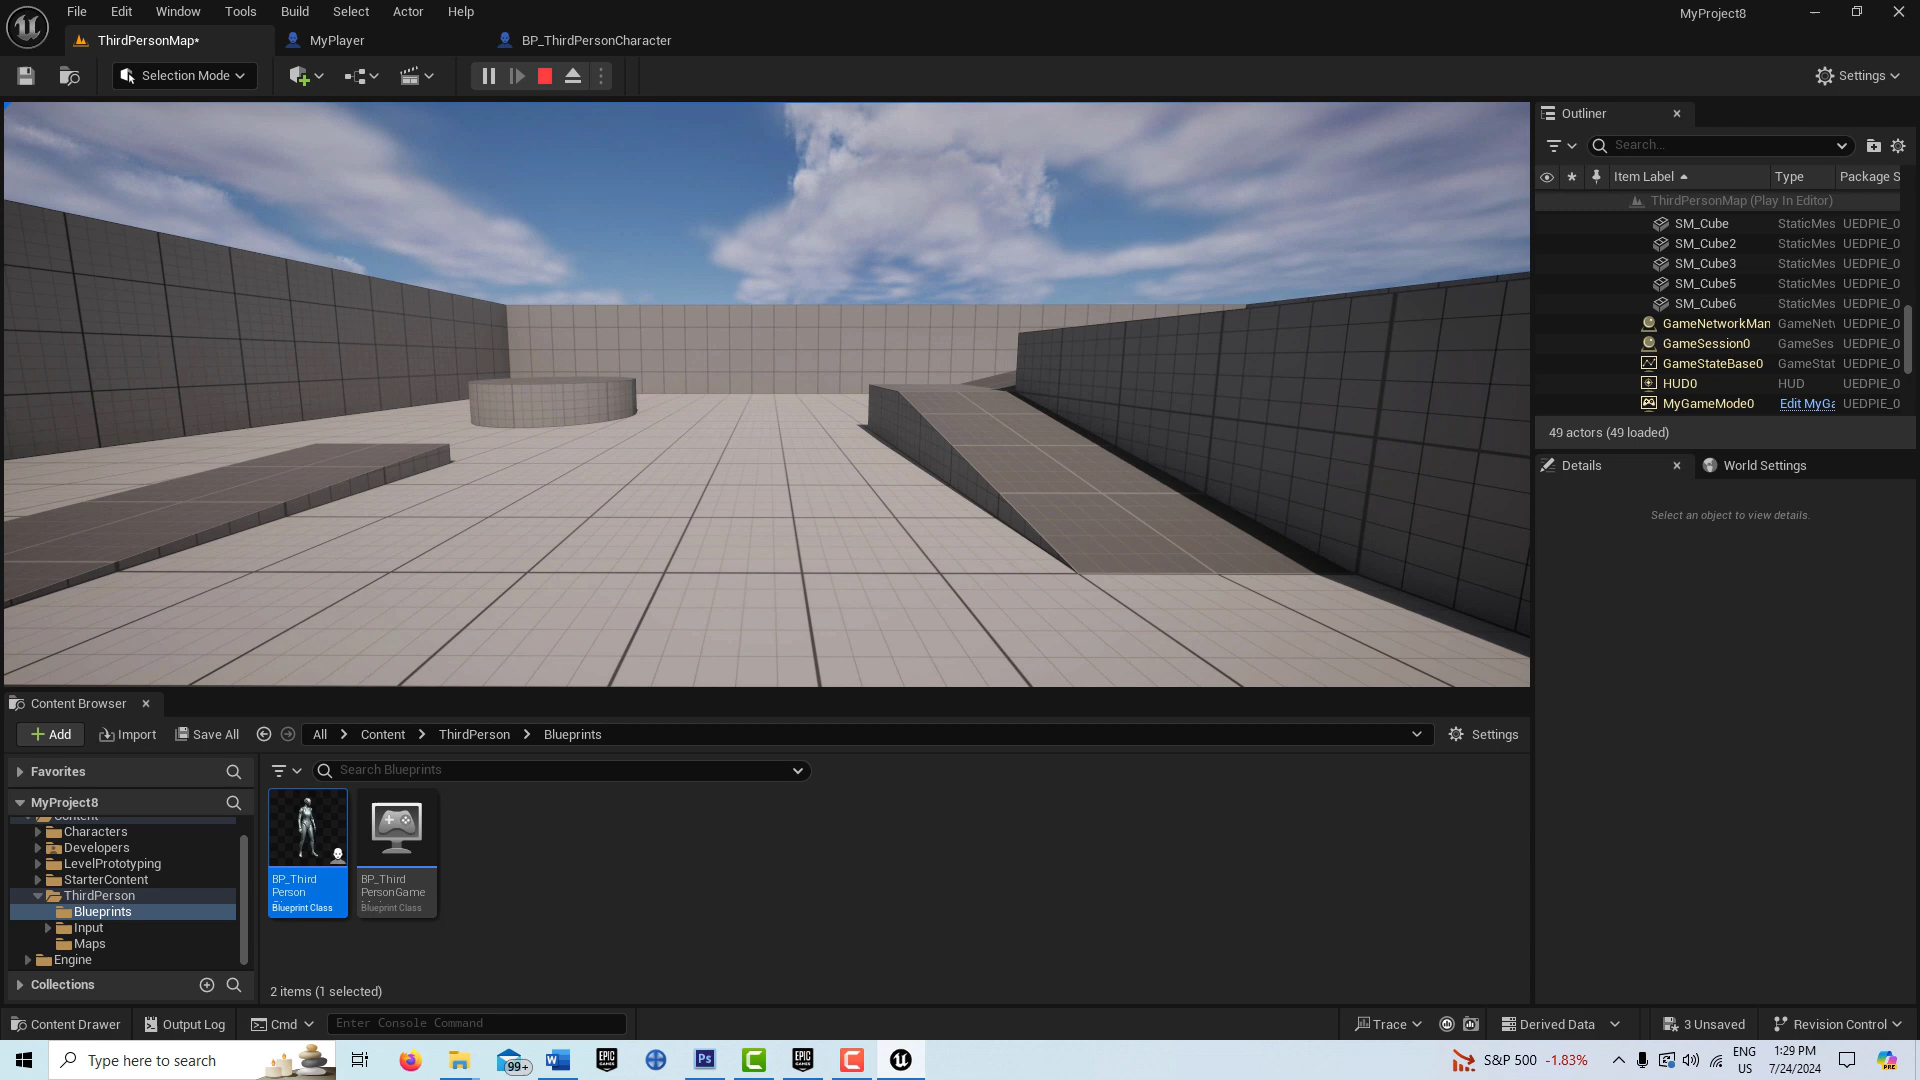 File Edit Window Tools Build Select Actor Help
MyProject8
ThirdPersonMap* MyPlayer BP_ThirdPersonCharacter
Selection Mode Settings
Outliner
Search...
Item Label Type Package S
ThirdPersonMap (Play In Editor)
SM_Cube StaticMes UEDPIE_0
SM_Cube2 StaticMes UEDPIE_0
SM_Cube3 StaticMes UEDPIE_0
SM_Cube5 StaticMes UEDPIE_0
SM_Cube6 StaticMes UEDPIE_0
GameNetworkMan GameNetv UEDPIE_0
GameSession0 GameSes UEDPIE_0
GameStateBase0 GameStat UEDPIE_0
HUD0 HUD UEDPIE_0
MyGameMode0 Edit MyGa UEDPIE_0
49 actors (49 loaded)
Details World Settings
Select an object to view details.
Content Browser
Add Import Save All All Content ThirdPerson Blueprints Settings
Favorites
Search Blueprints
MyProject8
Content
Characters
Developers
LevelPrototyping
StarterContent
ThirdPerson
Blueprints
Input
Maps
Engine
Collections
BP_Third
Person
Blueprint Class
BP_Third
PersonGame
Blueprint Class
2 items (1 selected)
Content Drawer Output Log Cmd Enter Console Command Trace Derived Data 3 Unsaved Revision Control
Type here to search
99+
EPIC GAMES
Ps
EPIC GAMES
S&P 500 -1.83%
ENG
US
1:29 PM
7/24/2024
PRE